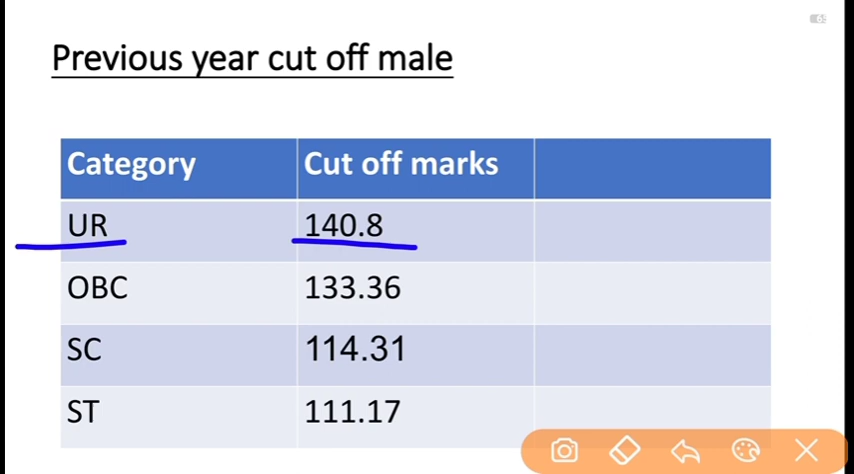 Previous year cut off male
Category Cut off marks
UR 140.8
OBC 133.36
SC 114.31
ST 111.17